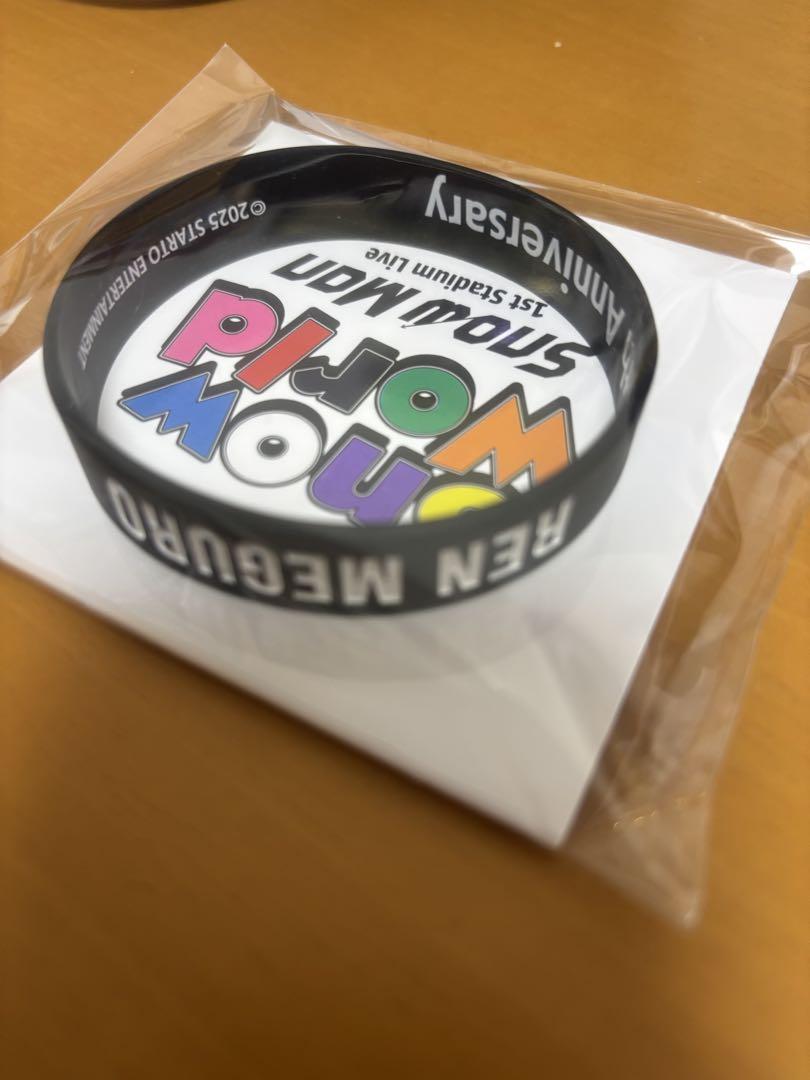 Snow Man
1st Stadium Live
Snow
World
Anniversary
©2025 STARTO ENTERTAINMENT
REN MEGURO